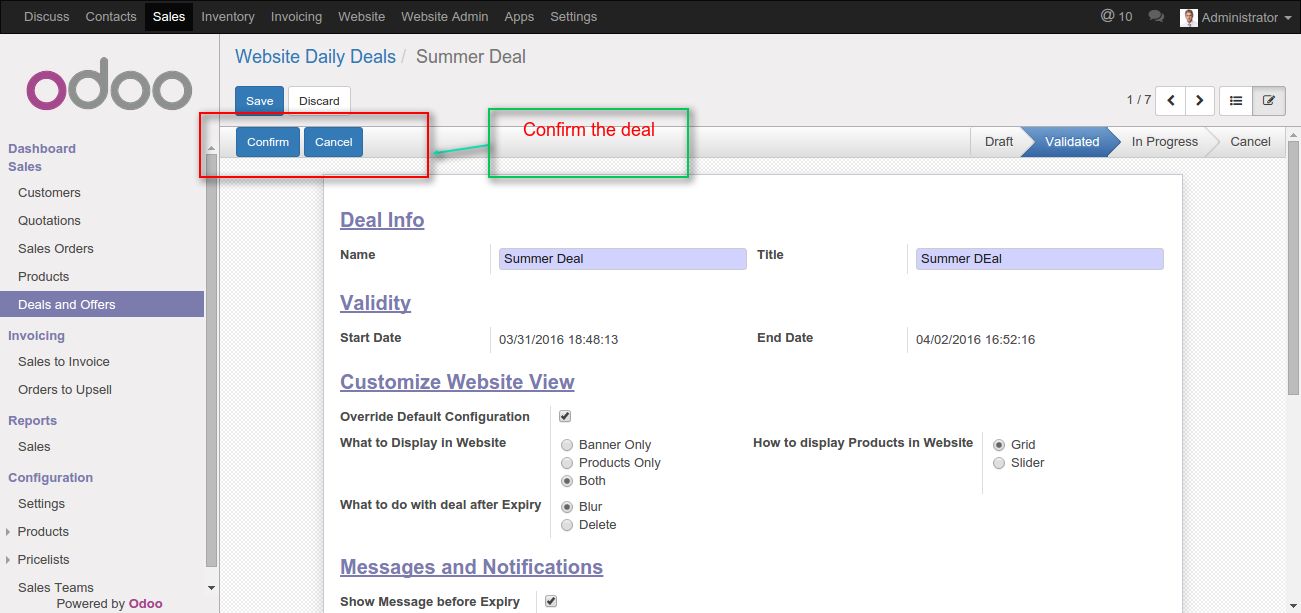 Discuss Contacts Sales Inventory Invoicing Website Website Admin Apps Settings @ 10 Administrator
odoo
Website Daily Deals / Summer Deal
Save Discard
1 / 7
Confirm Cancel
Confirm the deal
Draft Validated In Progress Cancel
Dashboard
Sales
Customers
Quotations
Sales Orders
Products
Deals and Offers
Invoicing
Sales to Invoice
Orders to Upsell
Reports
Sales
Configuration
Settings
Products
Pricelists
Sales Teams
Powered by Odoo
Deal Info
Name Summer Deal Title Summer DEal
Validity
Start Date 03/31/2016 18:48:13 End Date 04/02/2016 16:52:16
Customize Website View
Override Default Configuration
What to Display in Website Banner Only How to display Products in Website Grid
Products Only Slider
Both
What to do with deal after Expiry Blur
Delete
Messages and Notifications
Show Message before Expiry